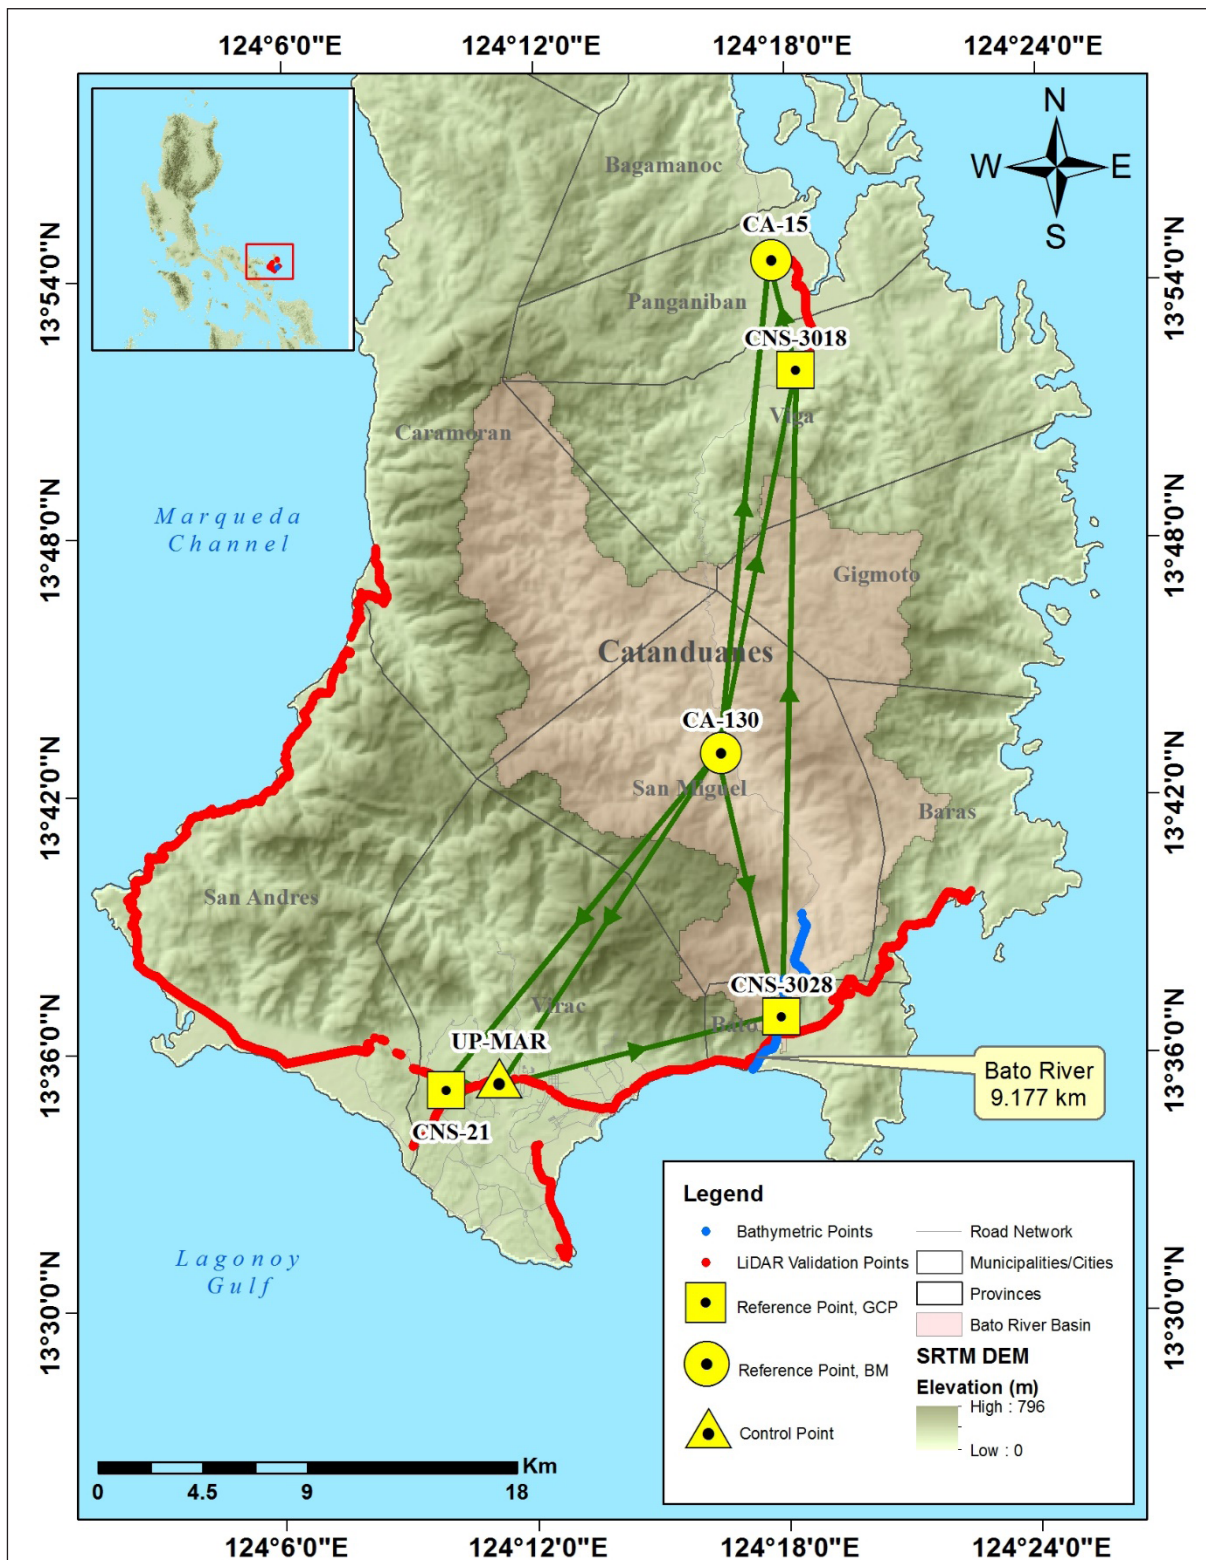 124°6'0"E 124°12'0"E 124°18'0"E 124°24'0"E
N
W E
S
Bagamanoc
CA-15
13°54'0"N
13°54'0"N
Panganiban
CNS-3018
Viga
Caramoran
Marqueda
Channel
13°48'0"N
13°48'0"N
Gigmoto
Catanduanes
CA-130
San Miguel
13°42'0"N
13°42'0"N
Baras
San Andres
CNS-3028
Virac
Bato
UP-MAR
13°36'0"N
13°36'0"N
Bato River
9.177 km
CNS-21
Lagonoy
Gulf
13°30'0"N
13°30'0"N
Legend
Bathymetric Points
LiDAR Validation Points
Reference Point, GCP
Reference Point, BM
Control Point
Road Network
Municipalities/Cities
Provinces
Bato River Basin
SRTM DEM
Elevation (m)
High : 796
Low : 0
Km
0 4.5 9 18
124°6'0"E 124°12'0"E 124°18'0"E 124°24'0"E